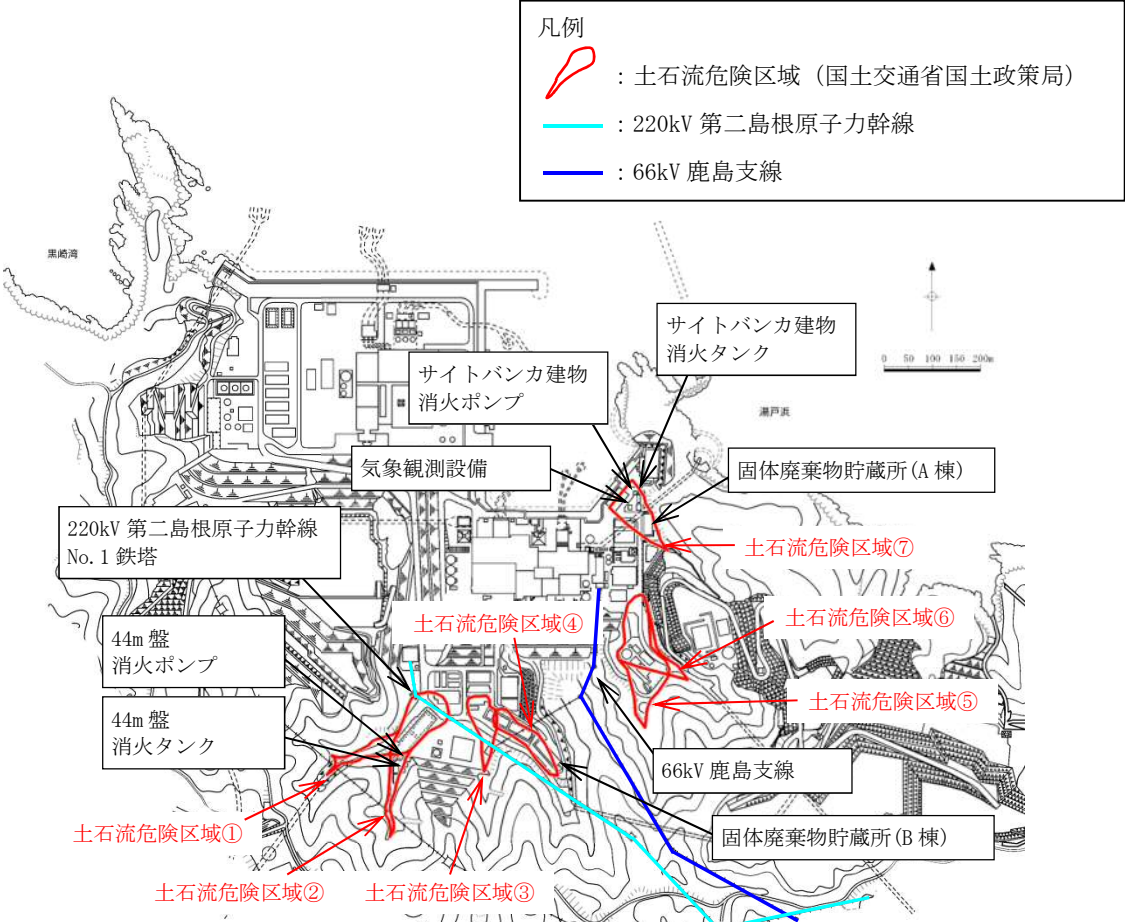 凡例
：土石流危険区域（国土交通省国土政策局）
：220kV 第二島根原子力幹線
：66kV 鹿島支線
黒崎湾
サイトバンカ建物
消火タンク
0 50 100 150 200m
サイトバンカ建物
消火ポンプ
湯戸浜
気象観測設備
固体廃棄物貯蔵所(A 棟)
220kV 第二島根原子力幹線
No.1 鉄塔
土石流危険区域⑦
土石流危険区域④
土石流危険区域⑥
44m 盤
消火ポンプ
土石流危険区域⑤
44m 盤
消火タンク
66kV 鹿島支線
土石流危険区域①
固体廃棄物貯蔵所(B 棟)
土石流危険区域②
土石流危険区域③